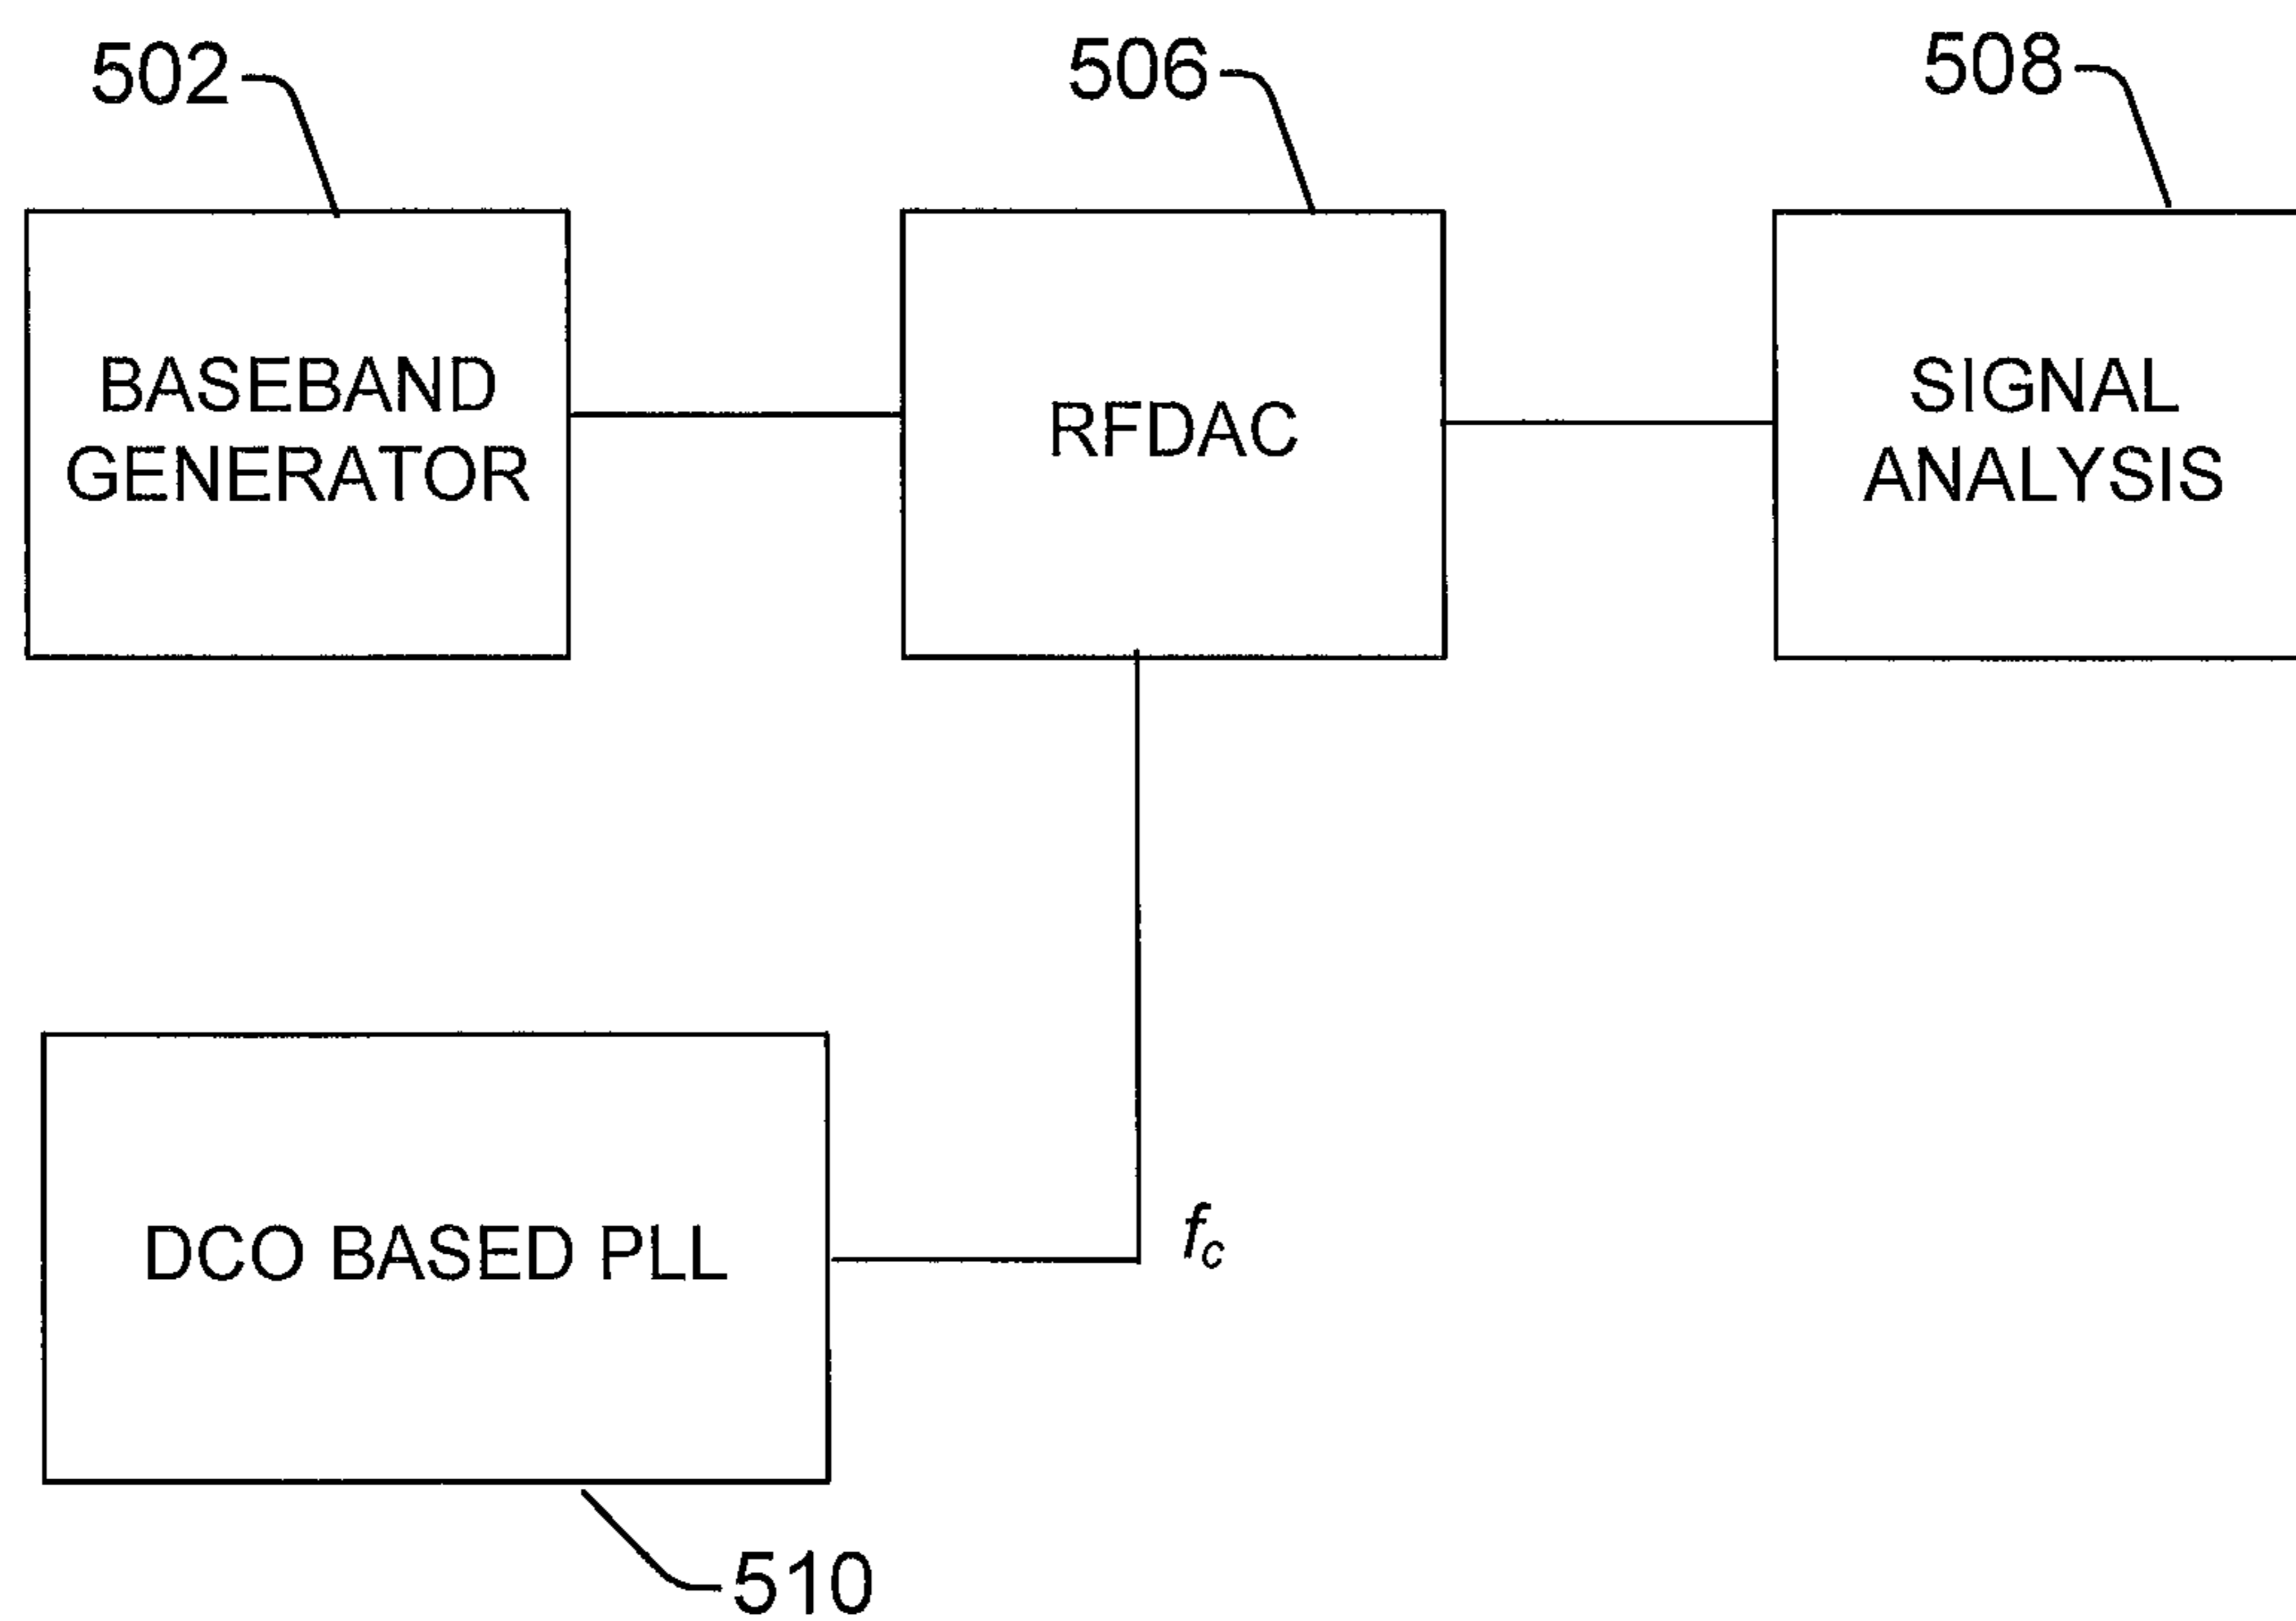 502
506
508
BASEBAND
GENERATOR
RFDAC
SIGNAL
ANALYSIS
DCO BASED PLL
fc
510